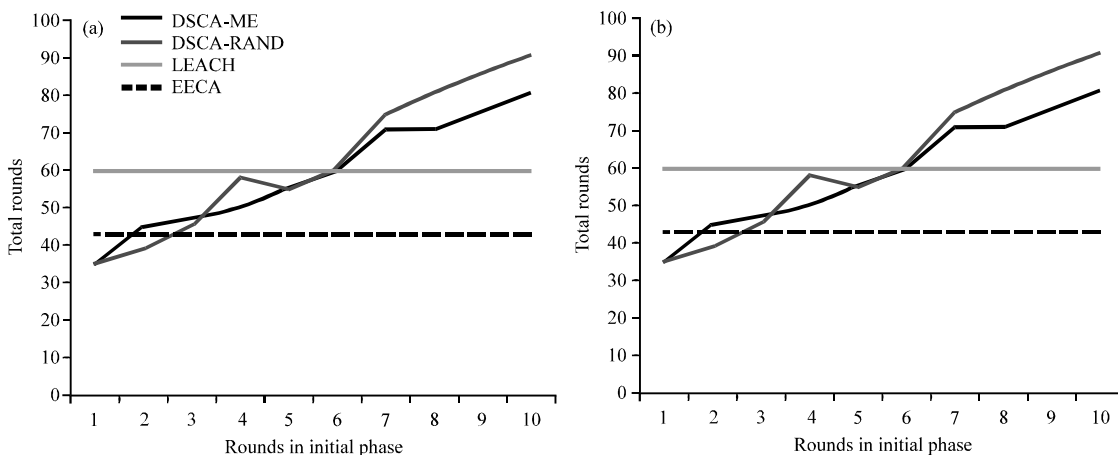 (a)
DSCA-ME
DSCA-RAND
LEACH
EECA
100
90
80
70
60
50
40
30
20
10
0
Total rounds
1 2 3 4 5 6 7 8 9 10
Rounds in initial phase
(b)
100
90
80
70
60
50
40
30
20
10
0
Total rounds
1 2 3 4 5 6 7 8 9 10
Rounds in initial phase